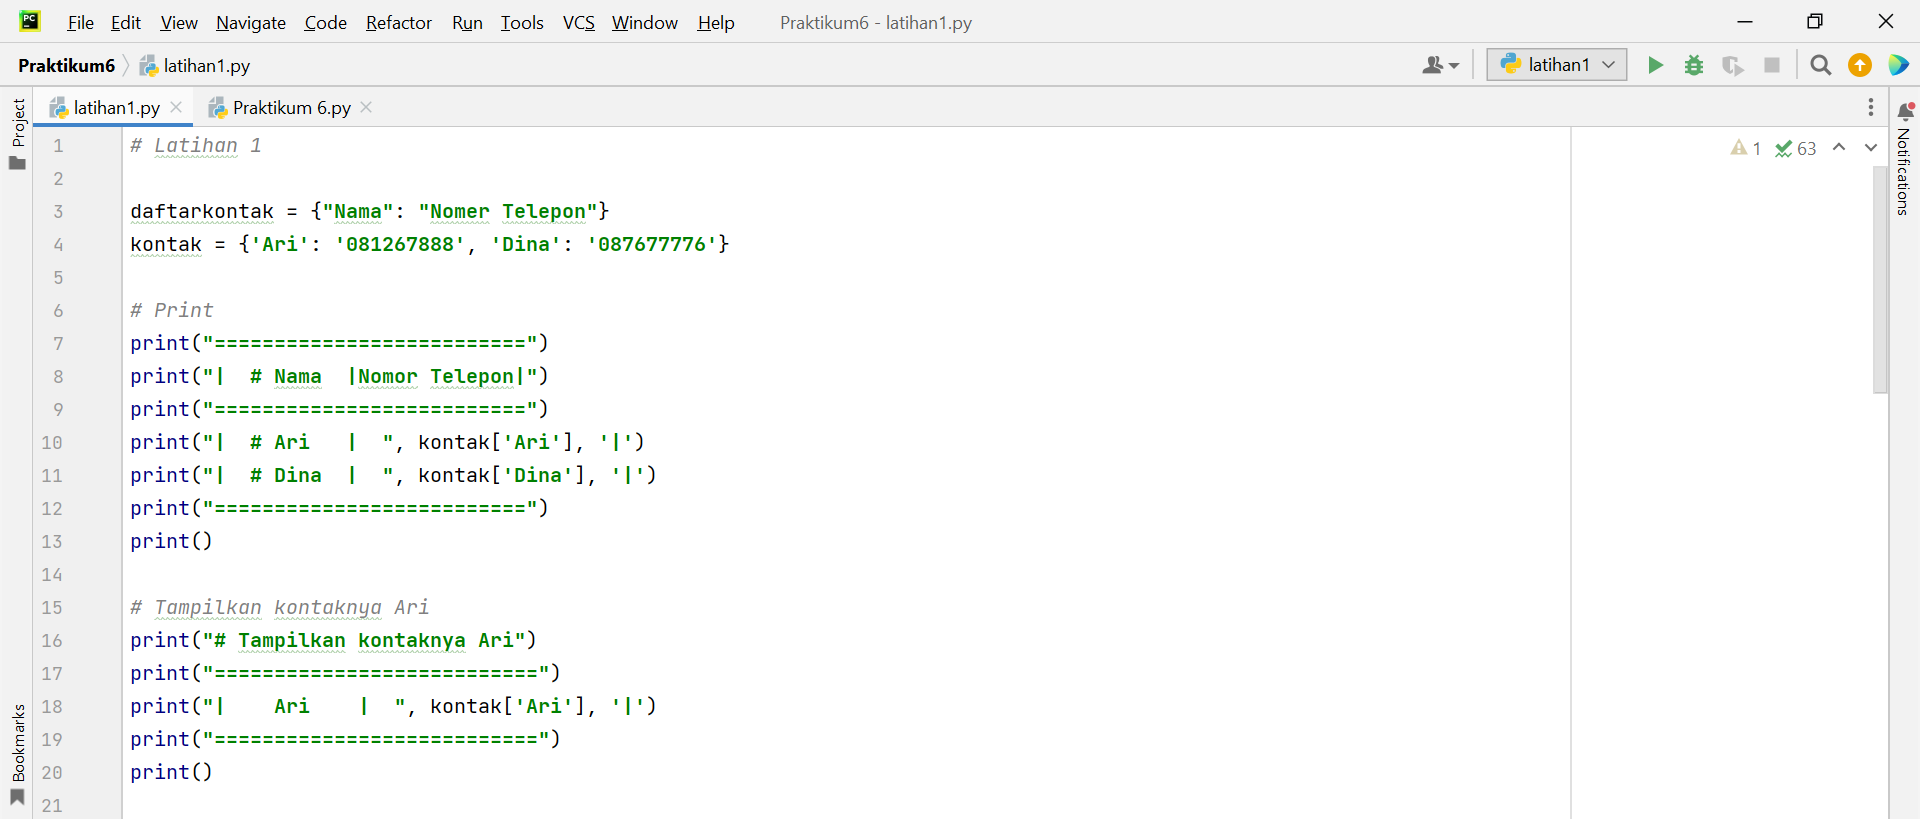 PC File Edit View Navigate Code Refactor Run Tools VCS Window Help Praktikum6 - latihan1.py
Praktikum6 latihan1.py latihan1
latihan1.py Praktikum 6.py
Project
Bookmarks
Notifications
1 63
1 # Latihan 1
2
3 daftarkontak = {"Nama": "Nomer Telepon"}
4 kontak = {'Ari': '081267888', 'Dina': '087677776'}
5
6 # Print
7 print("==========================")
8 print("|  # Nama  |Nomor Telepon|")
9 print("==========================")
10 print("|  # Ari   |  ", kontak['Ari'], '|')
11 print("|  # Dina  |  ", kontak['Dina'], '|')
12 print("==========================")
13 print()
14
15 # Tampilkan kontaknya Ari
16 print("# Tampilkan kontaknya Ari")
17 print("===========================")
18 print("|    Ari    |  ", kontak['Ari'], '|')
19 print("===========================")
20 print()
21